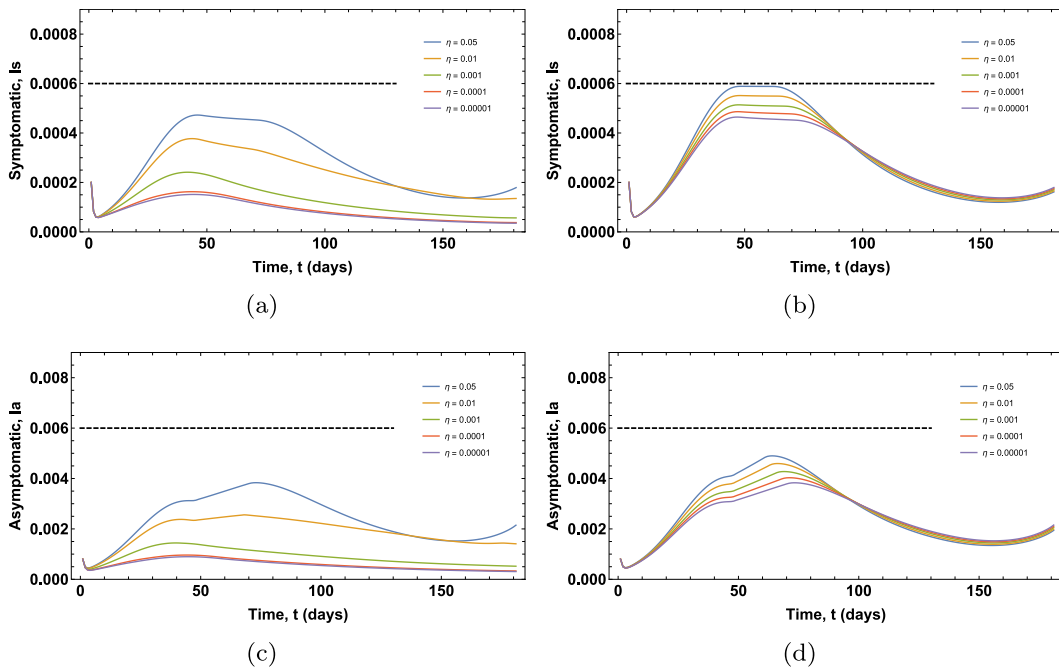 0.0008
0.0006
0.0004
0.0002
0.0000
Symptomatic, Is
η = 0.05
η = 0.01
η = 0.001
η = 0.0001
η = 0.00001
0 50 100 150
Time, t (days)
(a)
0.0008
0.0006
0.0004
0.0002
0.0000
Symptomatic, Is
η = 0.05
η = 0.01
η = 0.001
η = 0.0001
η = 0.00001
0 50 100 150
Time, t (days)
(b)
0.008
0.006
0.004
0.002
0.000
Asymptomatic, Ia
η = 0.05
η = 0.01
η = 0.001
η = 0.0001
η = 0.00001
0 50 100 150
Time, t (days)
(c)
0.008
0.006
0.004
0.002
0.000
Asymptomatic, Ia
η = 0.05
η = 0.01
η = 0.001
η = 0.0001
η = 0.00001
0 50 100 150
Time, t (days)
(d)